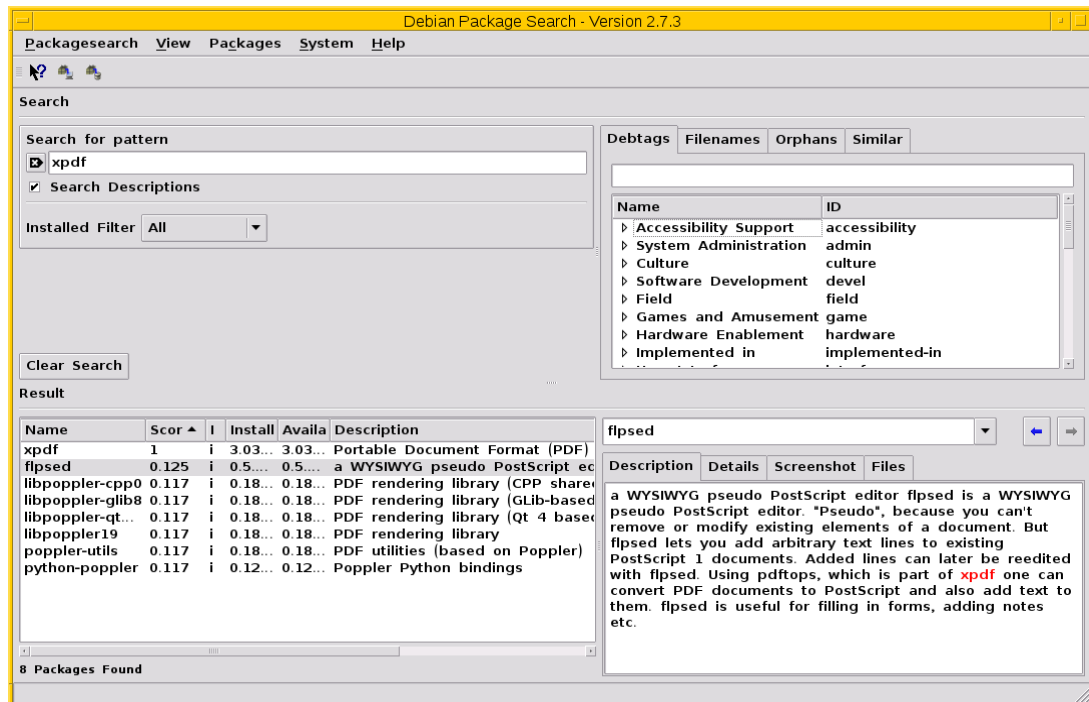 Debian Package Search - Version 2.7.3
Packagesearch View Packages System Help
Search
Search for pattern
xpdf
Search Descriptions
Installed Filter All
Clear Search
Debtags Filenames Orphans Similar
Name ID
Accessibility Support accessibility
System Administration admin
Culture culture
Software Development devel
Field field
Games and Amusement game
Hardware Enablement hardware
Implemented in implemented-in
Result
Name Scor I Install Availa Description
xpdf 1 i 3.03... 3.03... Portable Document Format (PDF)
flpsed 0.125 i 0.5.... 0.5.... a WYSIWYG pseudo PostScript ec
libpoppler-cpp0 0.117 i 0.18... 0.18... PDF rendering library (CPP share
libpoppler-glib8 0.117 i 0.18... 0.18... PDF rendering library (GLib-based
libpoppler-qt... 0.117 i 0.18... 0.18... PDF rendering library (Qt 4 base
libpoppler19 0.117 i 0.18... 0.18... PDF rendering library
poppler-utils 0.117 i 0.18... 0.18... PDF utilities (based on Poppler)
python-poppler 0.117 i 0.12... 0.12... Poppler Python bindings
8 Packages Found
flpsed
Description Details Screenshot Files
a WYSIWYG pseudo PostScript editor flpsed is a WYSIWYG
pseudo PostScript editor. "Pseudo", because you can't
remove or modify existing elements of a document. But
flpsed lets you add arbitrary text lines to existing
PostScript 1 documents. Added lines can later be reedited
with flpsed. Using pdftops, which is part of xpdf one can
convert PDF documents to PostScript and also add text to
them. flpsed is useful for filling in forms, adding notes
etc.